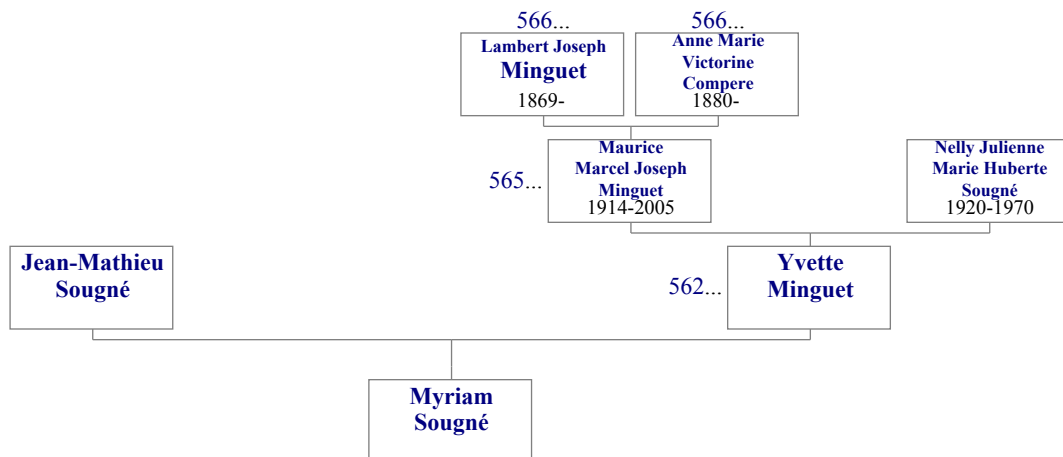 566...
566...
Lambert Joseph
Minguet
1869-
Anne Marie
Victorine
Compere
1880-
565...
Maurice
Marcel Joseph
Minguet
1914-2005
Nelly Julienne
Marie Huberte
Sougné
1920-1970
Jean-Mathieu
Sougné
562...
Yvette
Minguet
Myriam
Sougné